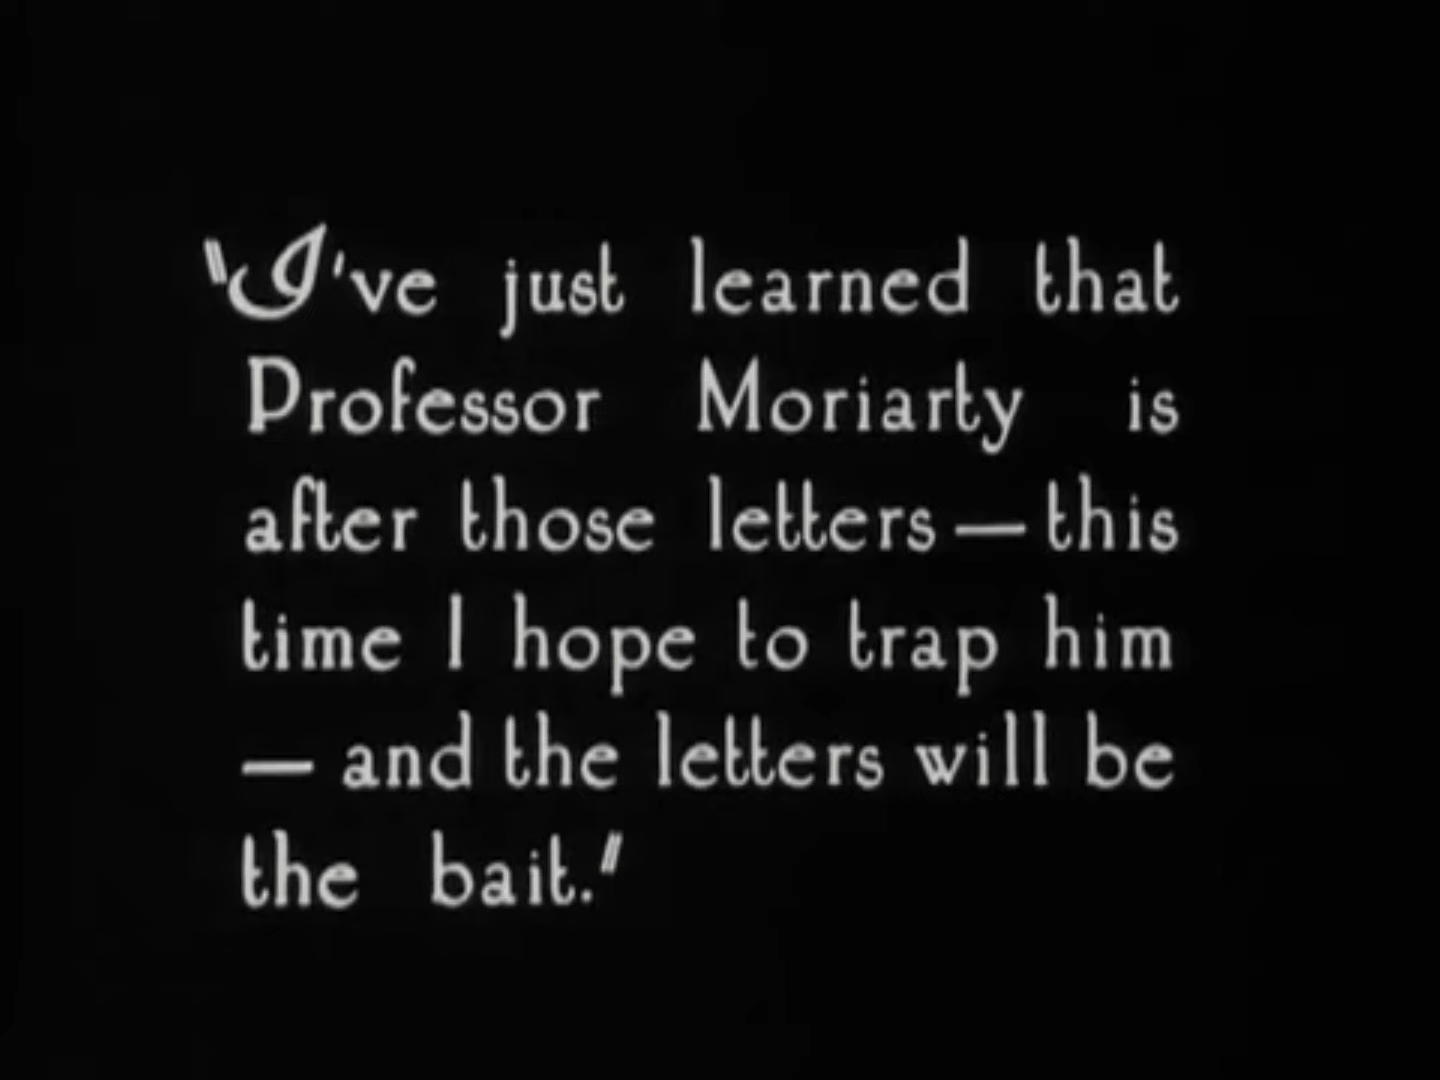 "I've just learned that
Professor Moriarty is
after those letters — this
time I hope to trap him
— and the letters will be
the bait."